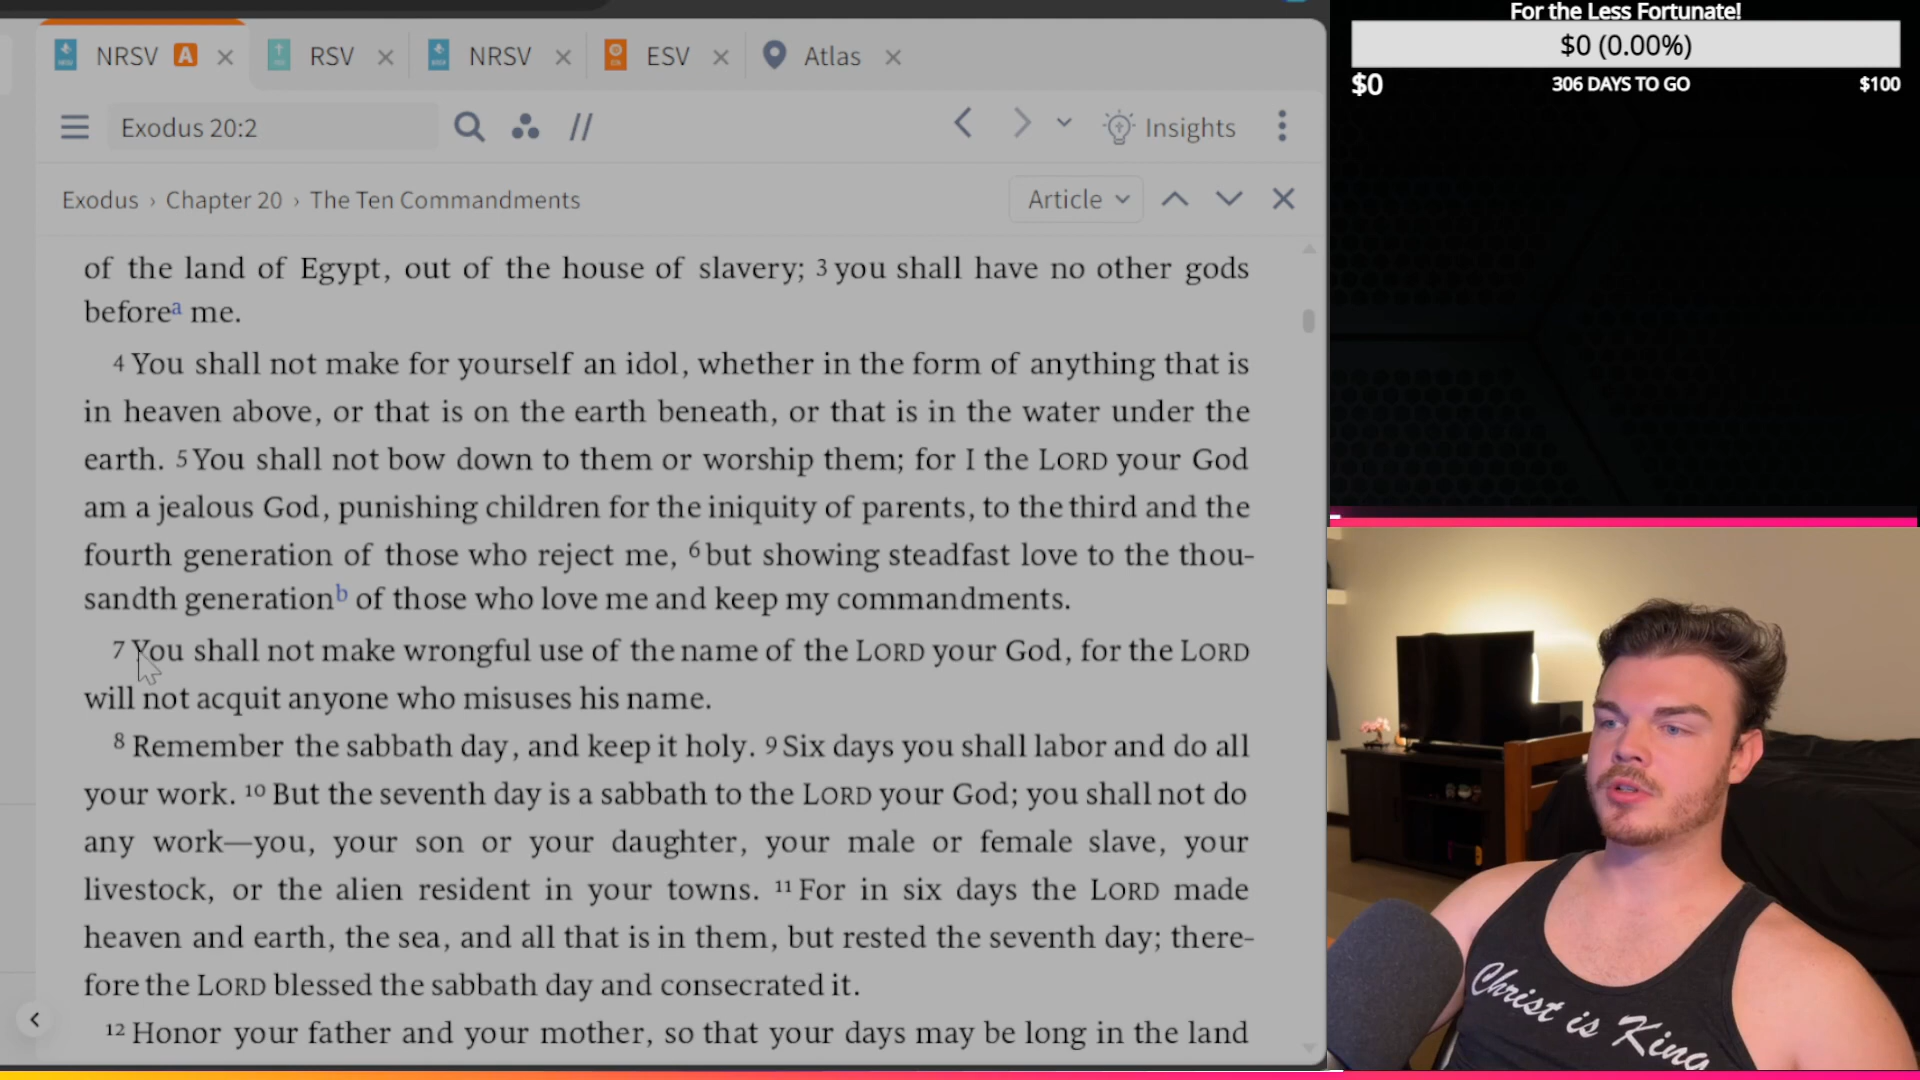 NRSV A RSV NRSV ESV Atlas
Exodus 20:2
Insights
Exodus › Chapter 20 › The Ten Commandments
Article
of the land of Egypt, out of the house of slavery; 3 you shall have no other gods
beforeᵃ me.
4 You shall not make for yourself an idol, whether in the form of anything that is
in heaven above, or that is on the earth beneath, or that is in the water under the
earth. 5 You shall not bow down to them or worship them; for I the LORD your God
am a jealous God, punishing children for the iniquity of parents, to the third and the
fourth generation of those who reject me, 6 but showing steadfast love to the thou-
sandth generationᵇ of those who love me and keep my commandments.
7 You shall not make wrongful use of the name of the LORD your God, for the LORD
will not acquit anyone who misuses his name.
8 Remember the sabbath day, and keep it holy. 9 Six days you shall labor and do all
your work. 10 But the seventh day is a sabbath to the LORD your God; you shall not do
any work—you, your son or your daughter, your male or female slave, your
livestock, or the alien resident in your towns. 11 For in six days the LORD made
heaven and earth, the sea, and all that is in them, but rested the seventh day; there-
fore the LORD blessed the sabbath day and consecrated it.
12 Honor your father and your mother, so that your days may be long in the land
For the Less Fortunate!
$0 (0.00%)
$0 306 DAYS TO GO $100
Christ is King